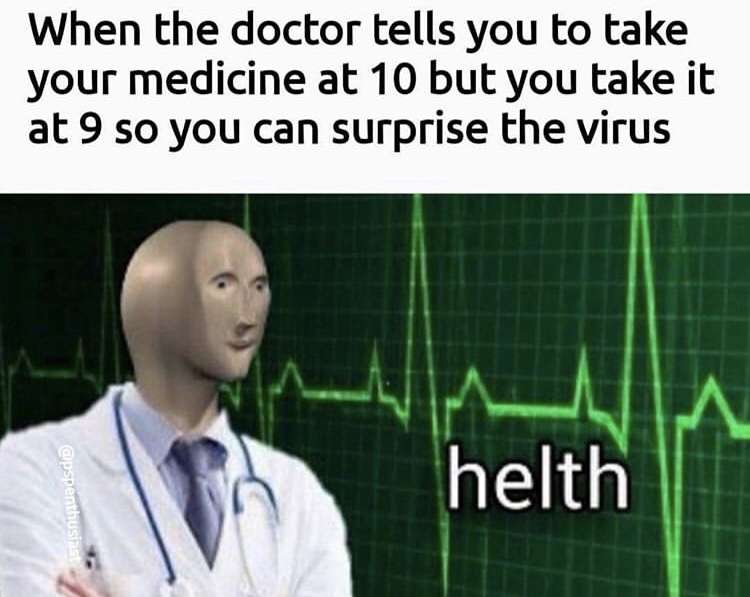 When the doctor tells you to take
your medicine at 10 but you take it
at 9 so you can surprise the virus
helth
@pspenthusiast